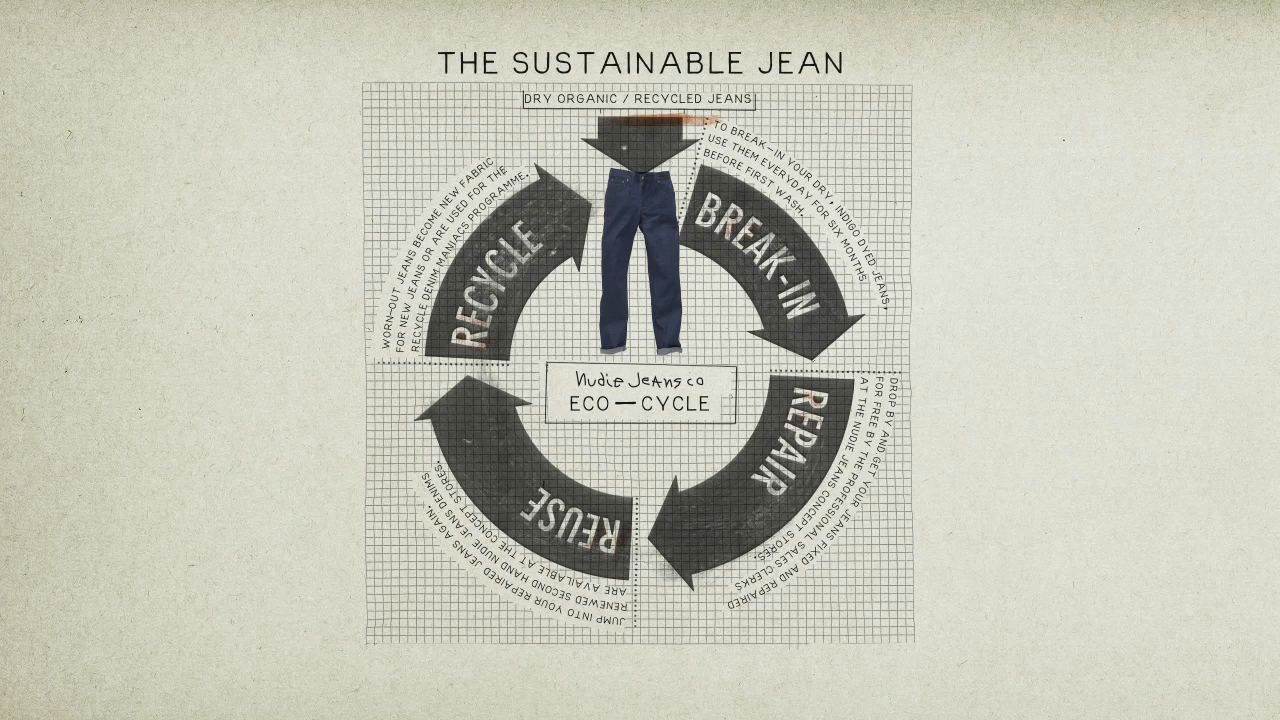 THE SUSTAINABLE JEAN
DRY ORGANIC / RECYCLED JEANS
TO BREAK-IN YOUR DRY, INDIGO DYED JEANS,
USE THEM EVERYDAY FOR SIX MONTHS
BEFORE FIRST WASH.
BREAK-IN
DROP BY AND GET YOUR JEANS FIXED AND REPAIRED
FOR FREE BY THE PROFESSIONAL SALES CLERKS
AT THE NUDIE JEANS CONCEPT STORES.
REPAIR
JUMP INTO YOUR REPAIRED JEANS AGAIN.
RENEWED SECOND HAND NUDIE JEANS DENIMS
ARE AVAILABLE AT THE CONCEPT STORES.
REUSE
WORN-OUT JEANS BECOME NEW FABRIC
FOR NEW JEANS OR ARE USED FOR THE
RECYCLE DENIM MANIACS PROGRAMME.
RECYCLE
Nudie Jeans co
ECO — CYCLE